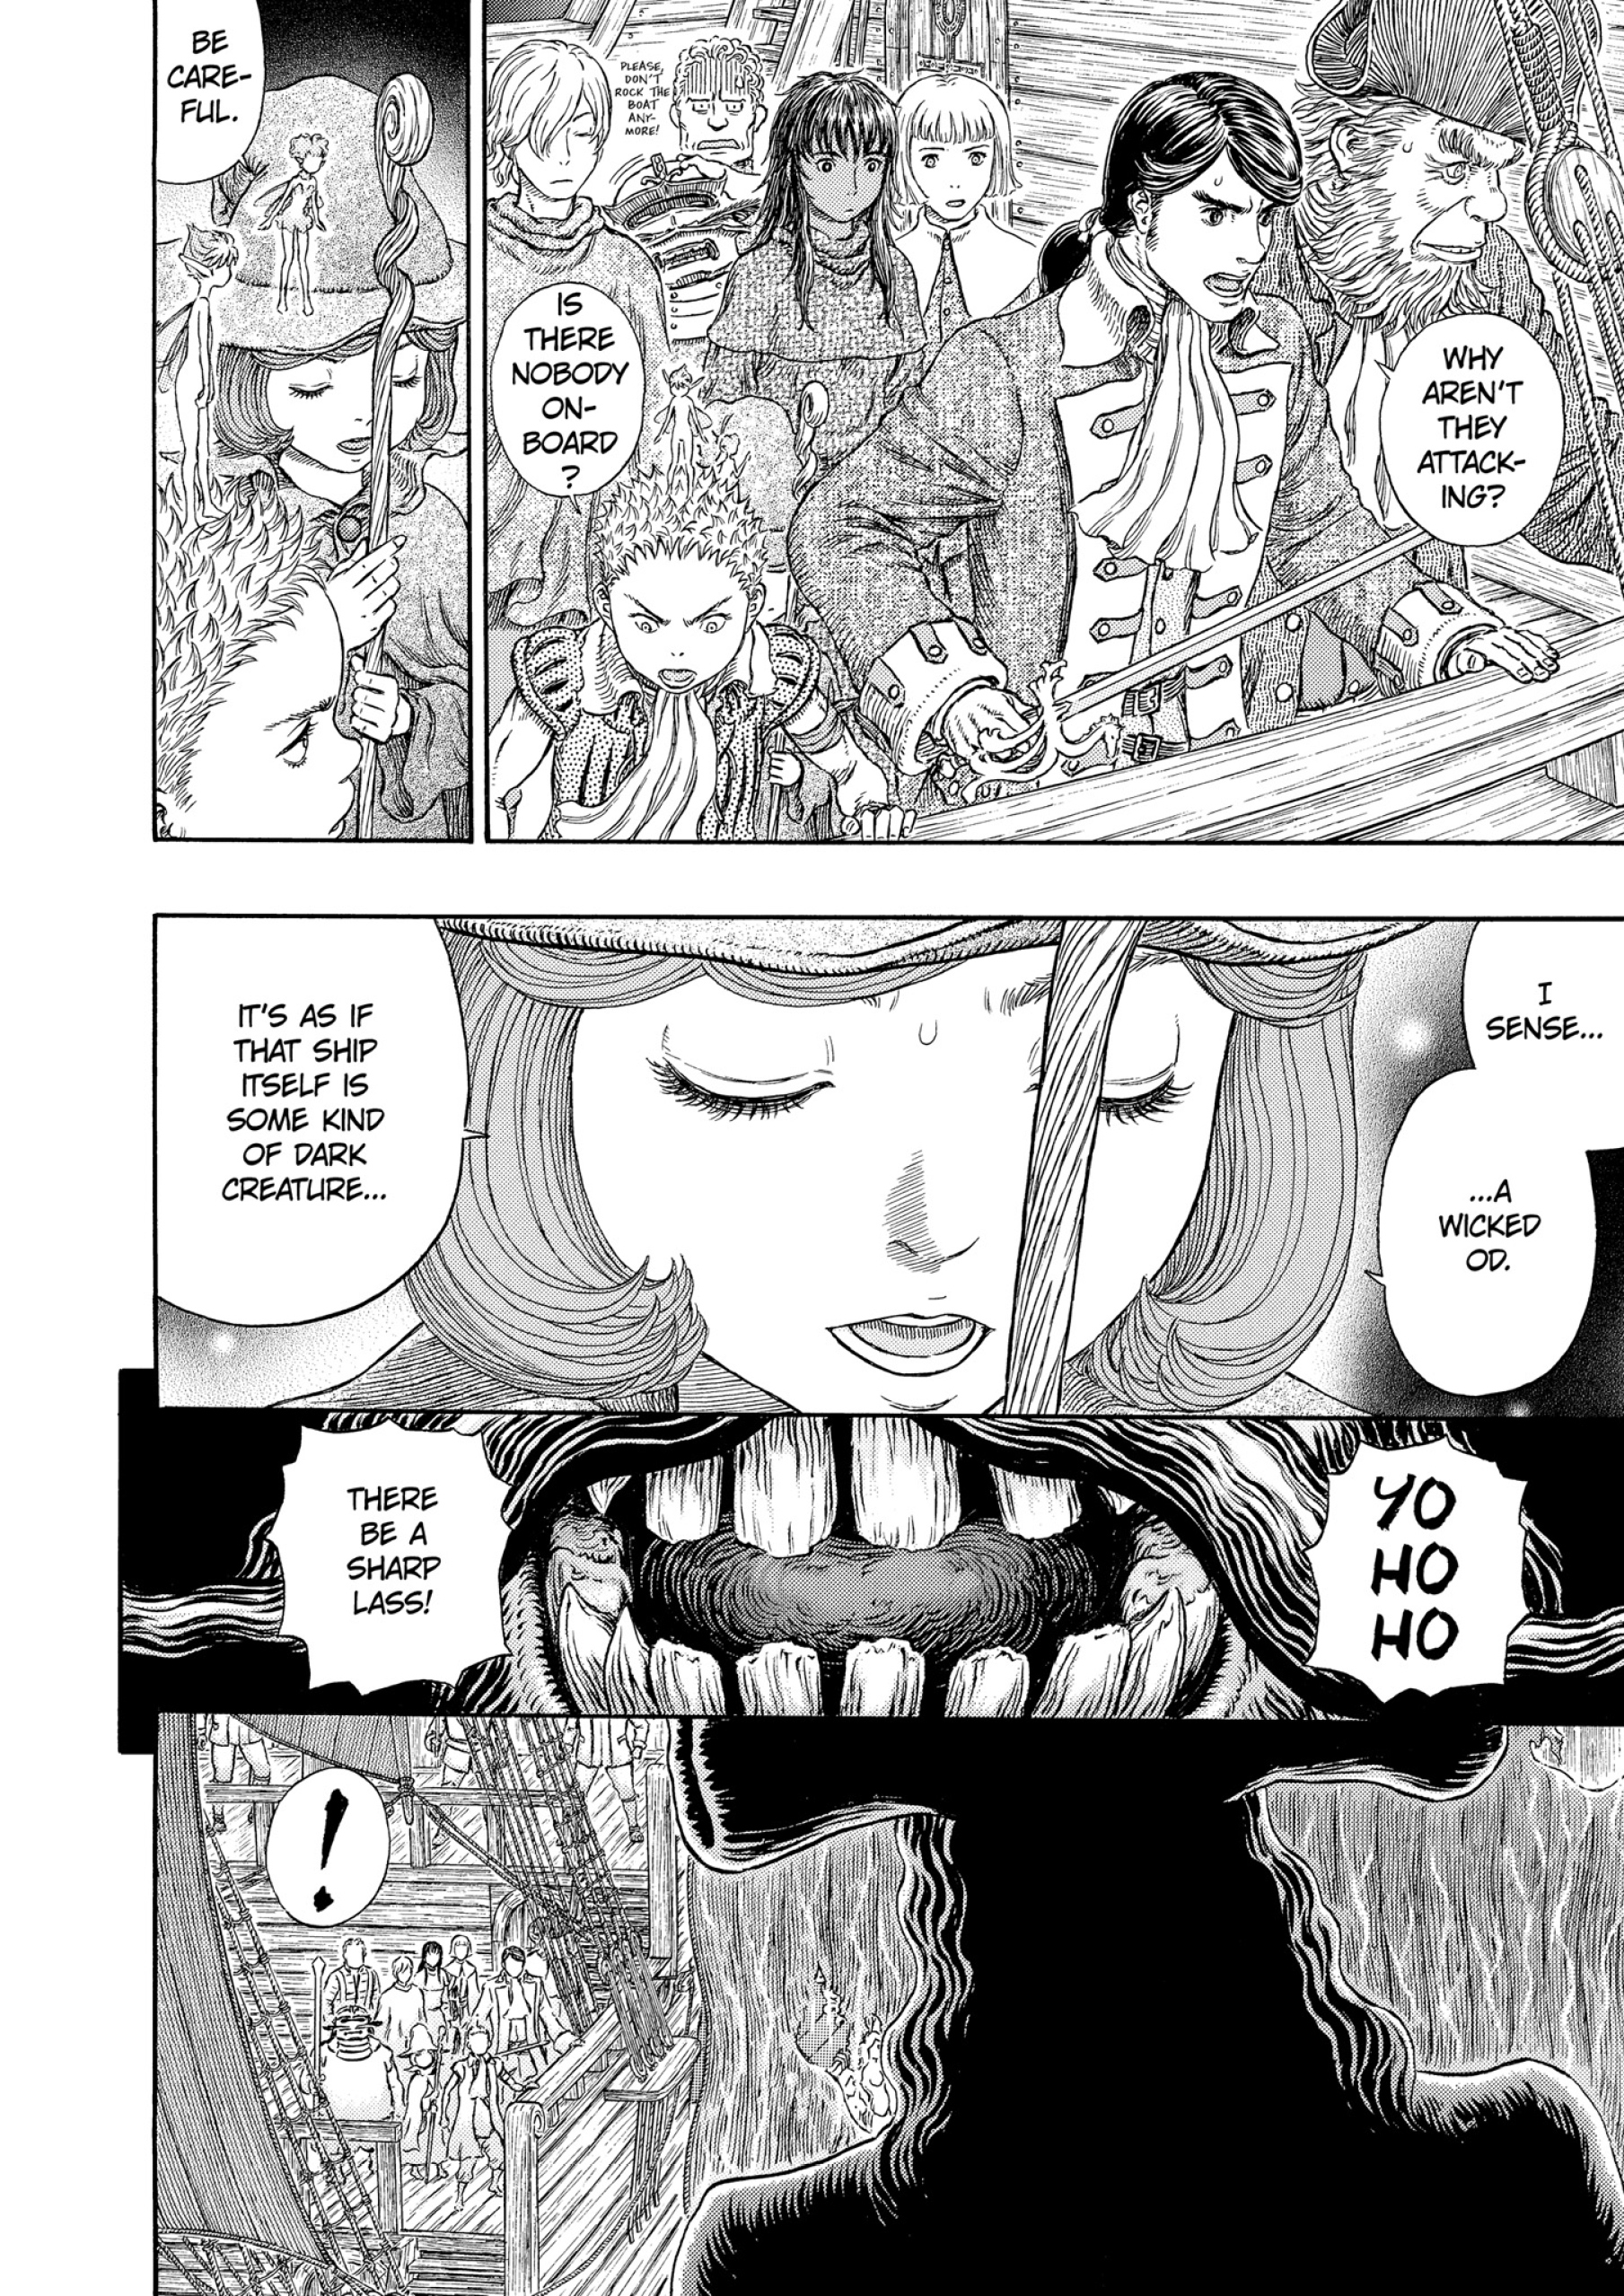 WHY
AREN'T
THEY
ATTACK-
ING?
PLEASE,
DON'T
ROCK THE
BOAT
ANY-
MORE!
IS
THERE
NOBODY
ON-
BOARD
?
BE
CARE-
FUL.
I
SENSE...
...A
WICKED
OD.
IT'S AS IF
THAT SHIP
ITSELF IS
SOME KIND
OF DARK
CREATURE...
YO
HO
HO
THERE
BE A
SHARP
LASS!
!